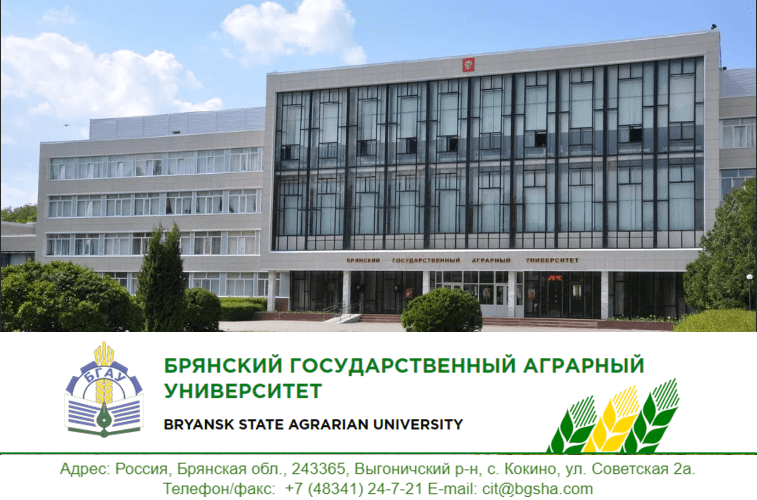 БРЯНСКИЙ ГОСУДАРСТВЕННЫЙ АГРАРНЫЙ УНИВЕРСИТЕТ
БГАУ
БРЯНСКИЙ ГОСУДАРСТВЕННЫЙ АГРАРНЫЙ
УНИВЕРСИТЕТ
BRYANSK STATE AGRARIAN UNIVERSITY
Адрес: Россия, Брянская обл., 243365, Выгоничский р-н, с. Кокино, ул. Советская 2а.
Телефон/факс: +7 (48341) 24-7-21 E-mail: cit@bgsha.com